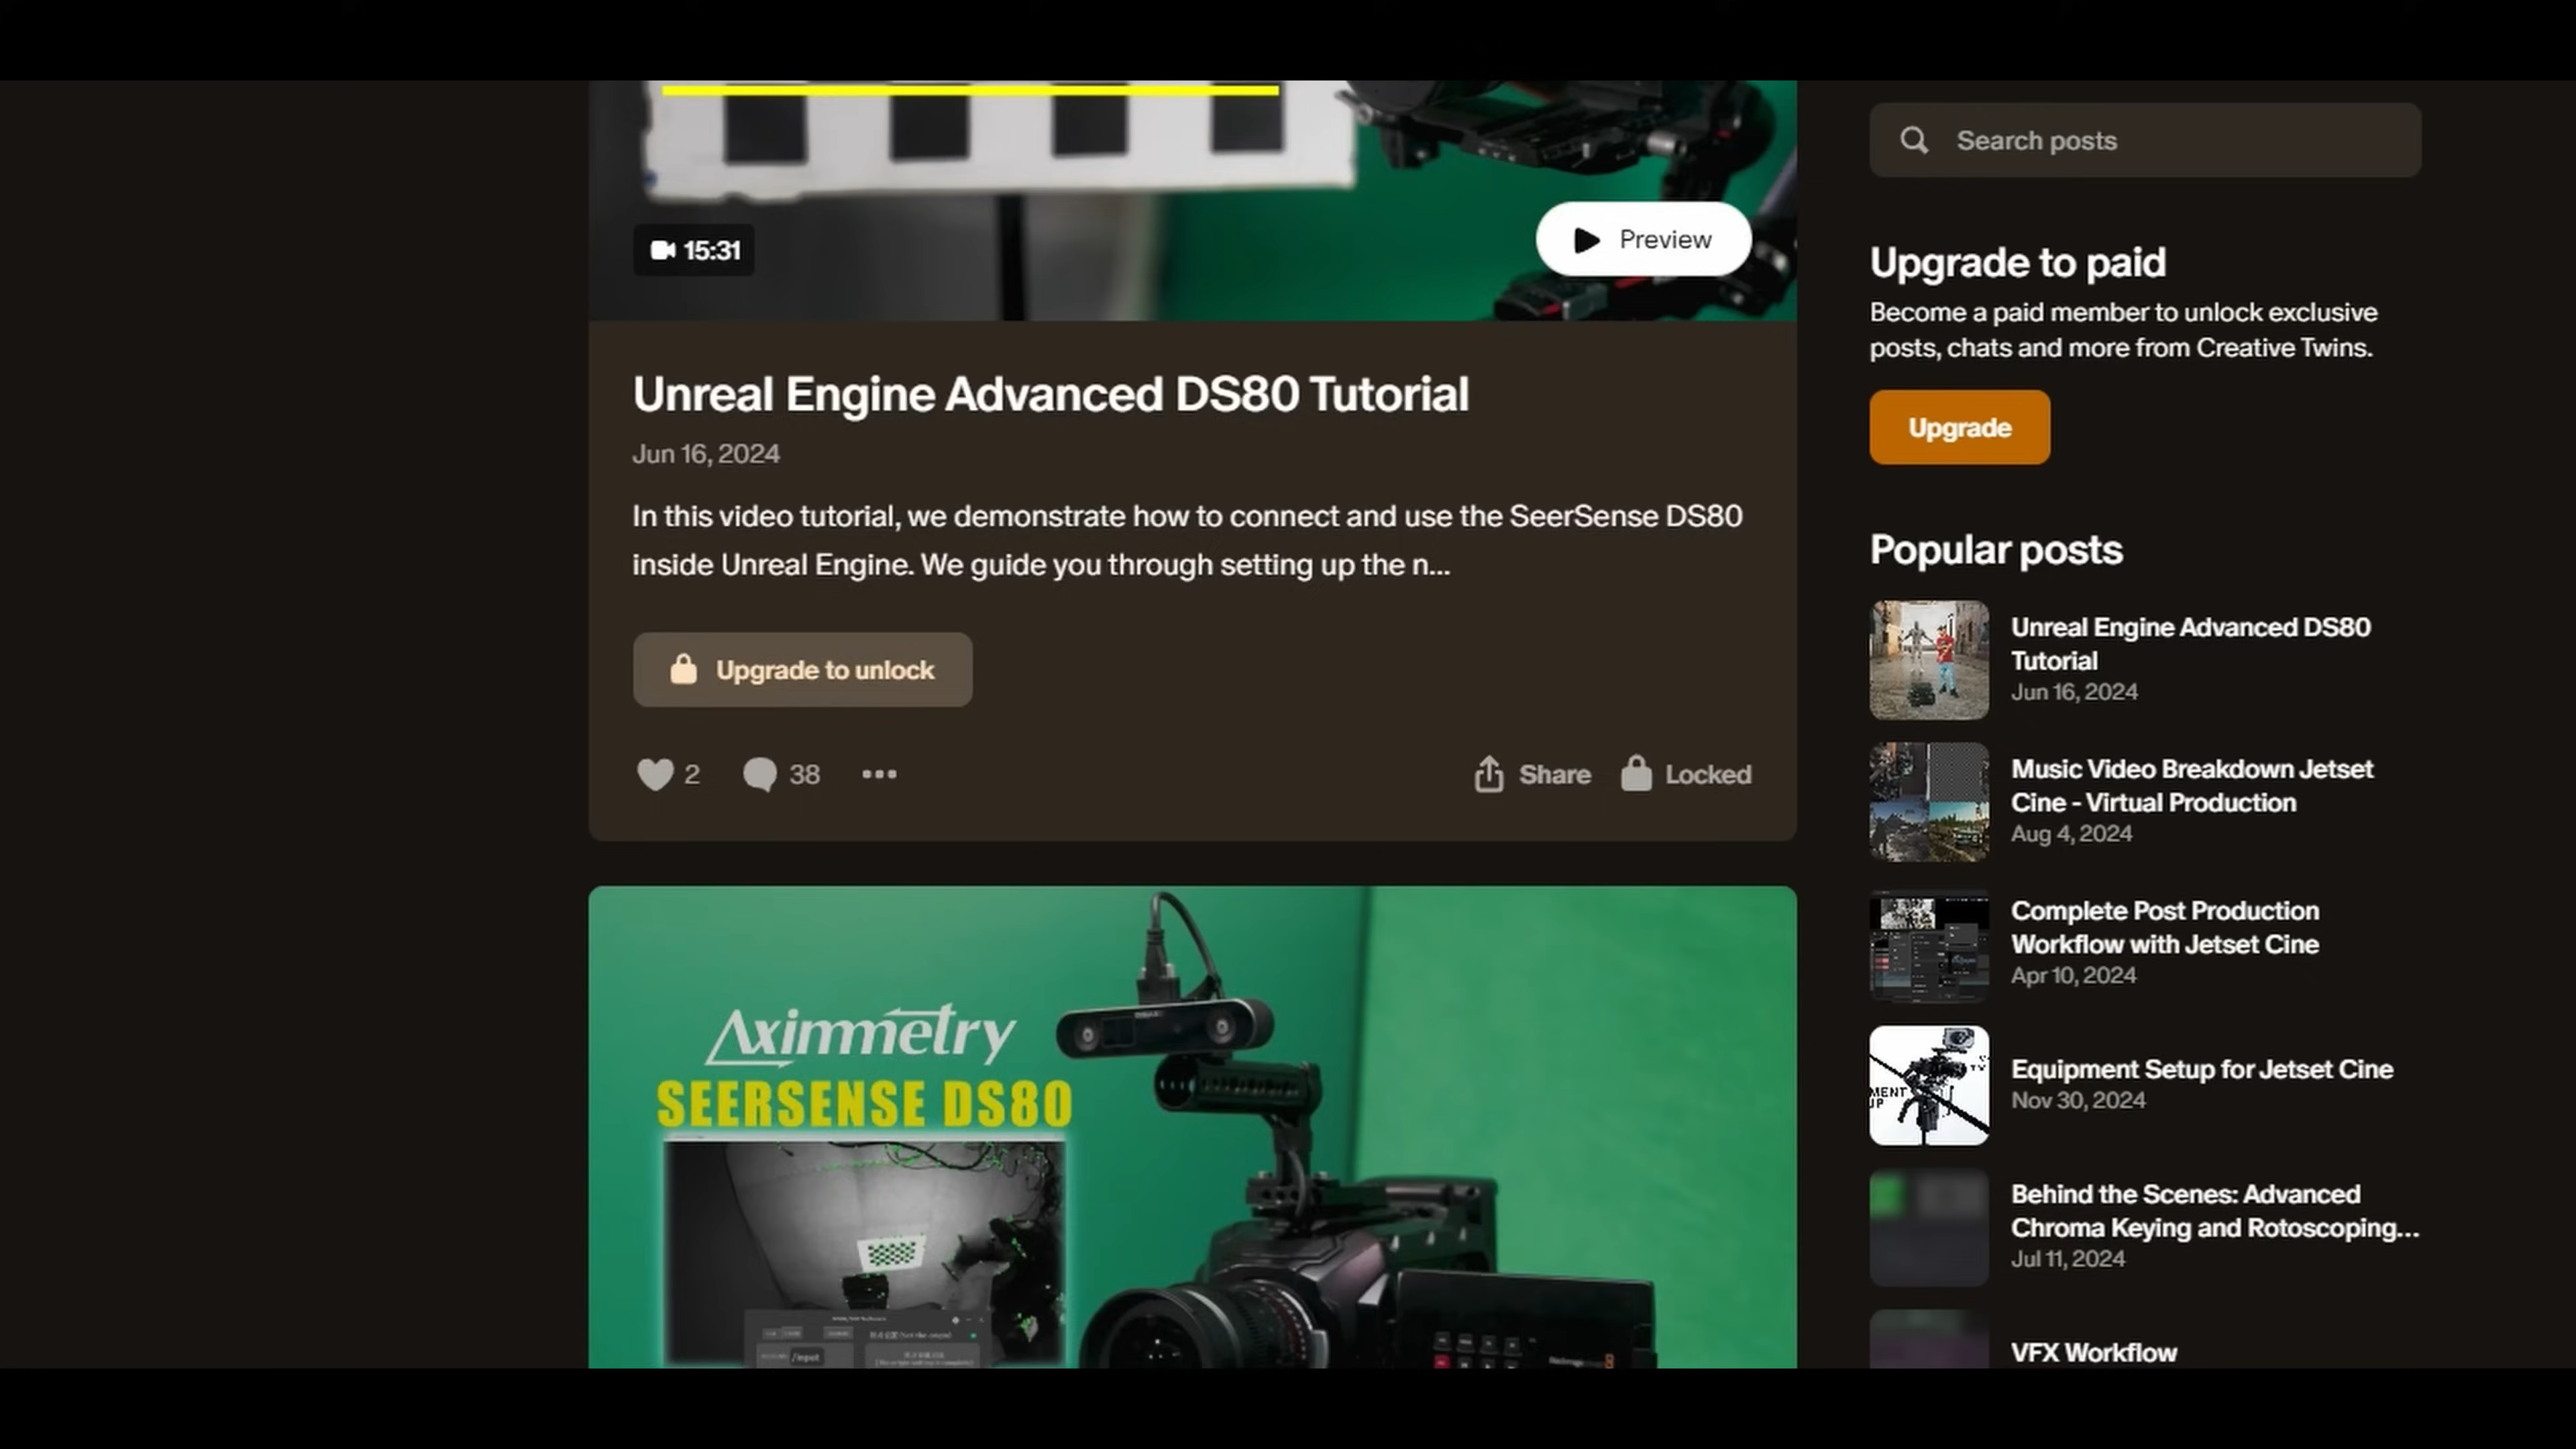 15:31
Preview
Unreal Engine Advanced DS80 Tutorial
Jun 16, 2024
In this video tutorial, we demonstrate how to connect and use the SeerSense DS80
inside Unreal Engine. We guide you through setting up the n...
Upgrade to unlock
2
38
Share
Locked
Aximmetry
SEERSENSE DS80
/input
Search posts
Upgrade to paid
Become a paid member to unlock exclusive
posts, chats and more from Creative Twins.
Upgrade
Popular posts
Unreal Engine Advanced DS80
Tutorial
Jun 16, 2024
Music Video Breakdown Jetset
Cine - Virtual Production
Aug 4, 2024
Complete Post Production
Workflow with Jetset Cine
Apr 10, 2024
MENT
UP
Equipment Setup for Jetset Cine
Nov 30, 2024
Behind the Scenes: Advanced
Chroma Keying and Rotoscoping...
Jul 11, 2024
VFX Workflow